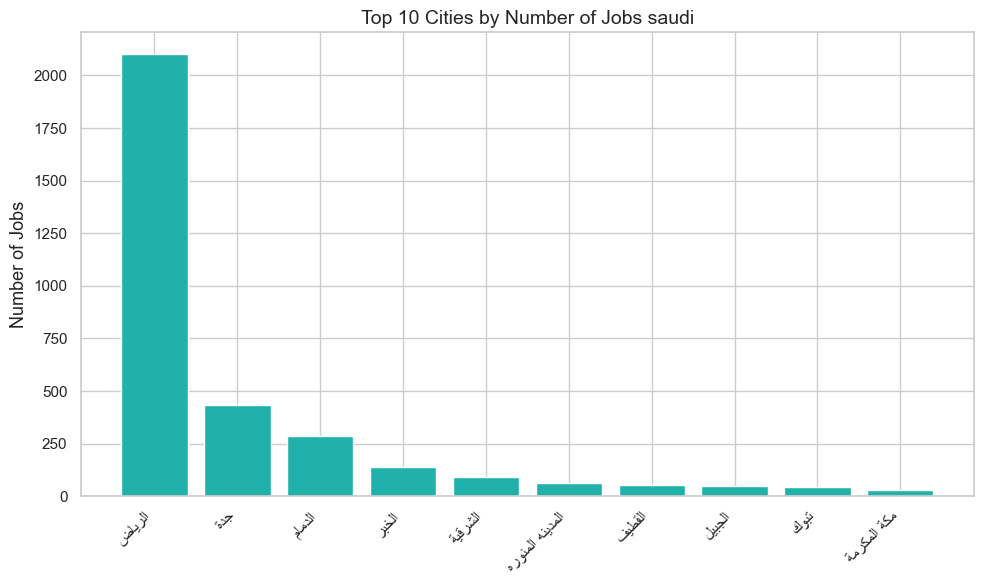 Top 10 Cities by Number of Jobs saudi
Number of Jobs
2000
1750
1500
1250
1000
750
500
250
0
الرياض
جدة
الدمام
الخبر
الشرقية
المدينه المنوره
القطيف
الجبيل
تبوك
مكة المكرمة